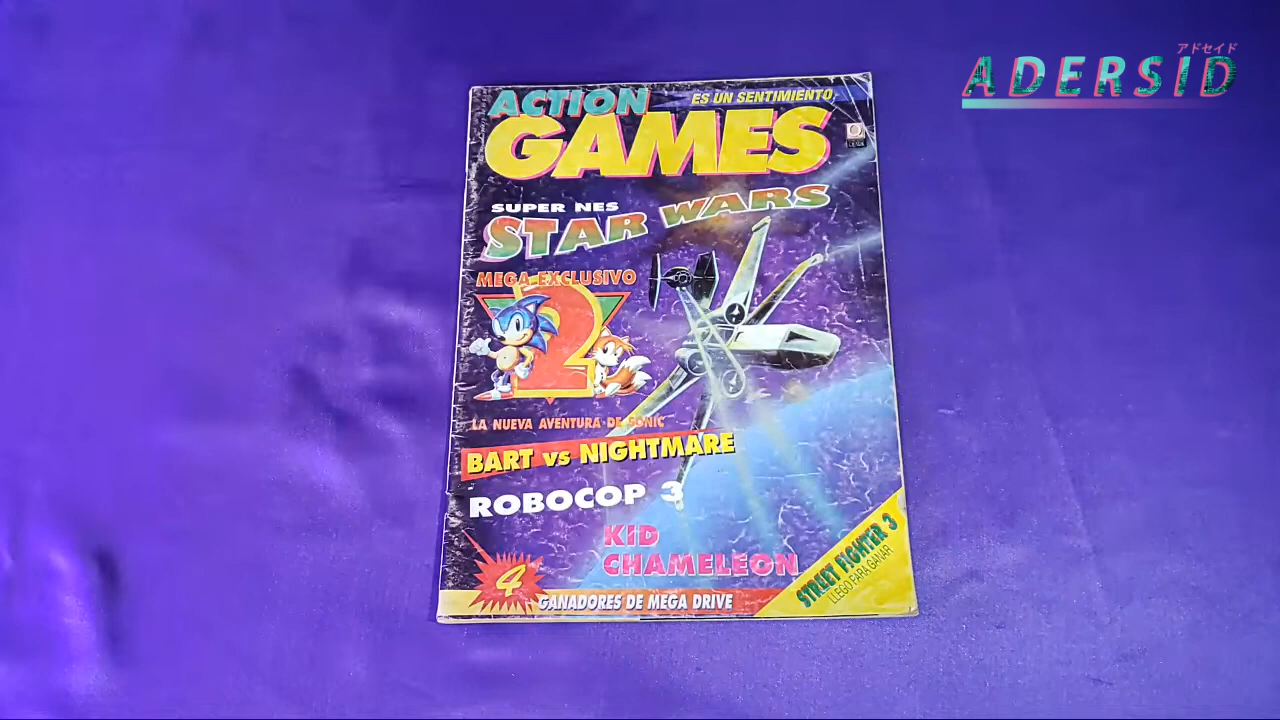 アドセイド
ADERSID
ACTION
ES UN SENTIMIENTO
GAMES
SUPER NES
STAR WARS
MEGA EXCLUSIVO
2
LA NUEVA AVENTURA DE SONIC
BART vs NIGHTMARE
ROBOCOP 3
KID
CHAMELEON
STREET FIGHTER 3
LLEGO PARA GANAR
4
GANADORES DE MEGA DRIVE